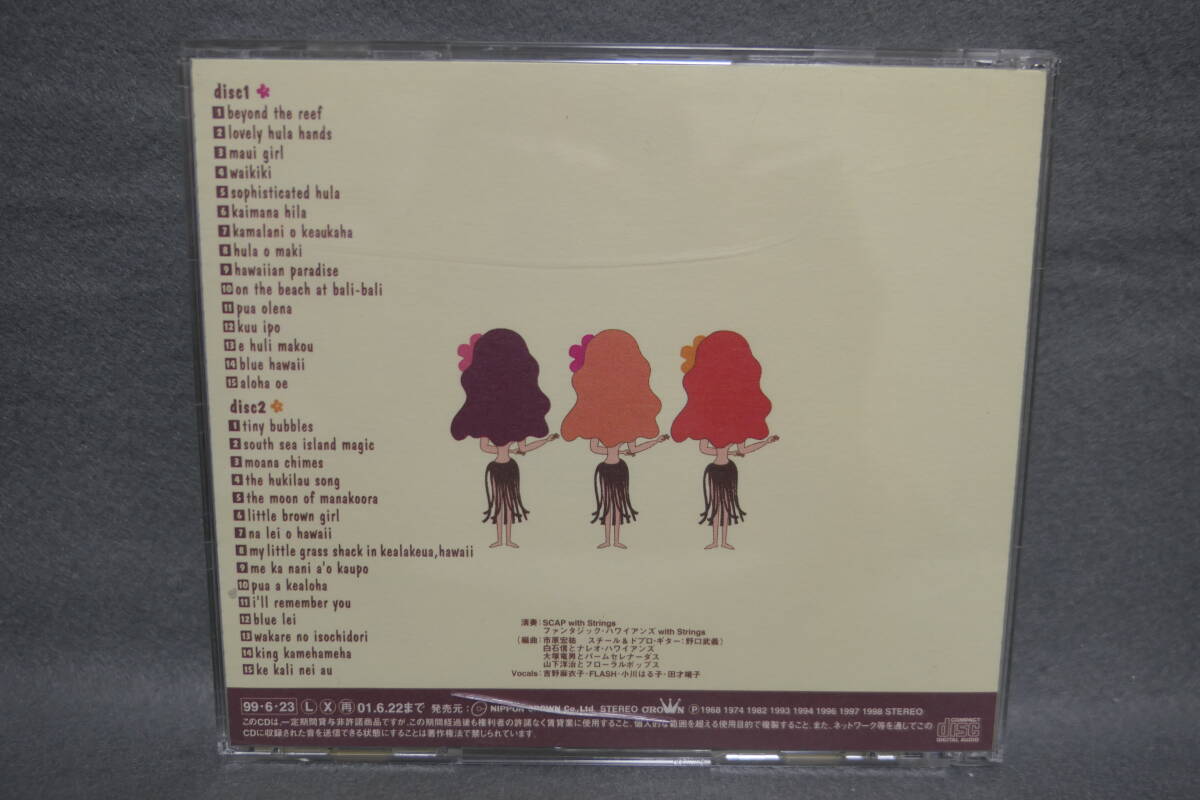 disc1
1 beyond the reef
2 lovely hula hands
3 maui girl
4 waikiki
5 sophisticated hula
6 kaimana hila
7 kamalani o keaukaha
8 hula o maki
9 hawaiian paradise
10 on the beach at bali-bali
11 pua olena
12 kuu ipo
13 e huli makou
14 blue hawaii
15 aloha oe
disc2
1 tiny bubbles
2 south sea island magic
3 moana chimes
4 the hukilau song
5 the moon of manakoora
6 little brown girl
7 na lei o hawaii
8 my little grass shack in kealakeua,hawaii
9 me ka nani a'o kaupo
10 pua a kealoha
11 i'll remember you
12 blue lei
13 wakare no isochidori
14 king kamehameha
15 ke kali nei au
演奏：SCAP with Strings
ファンタジック・ハワイアンズ with Strings
（編曲：市原宏祐 スチール＆ドブロ・ギター：野口武義）
白石信とナレオ・ハワイアンズ
大塚竜男とパームセレナーダス
山下洋治とフローラルポップス
Vocals：吉野麻衣子・FLASH・小川はる子・田才曜子
99・6・23 L X 再 01.6.22まで 発売元： NIPPON CROWN Co.,Ltd. STEREO CROWN Ⓟ1968 1974 1982 1993 1994 1996 1997 1998 STEREO
このCDは、一定期間貸与非許諾商品ですが、この期間経過後も権利者の許諾なく賃貸業に使用すること、個人的な範囲を超える使用目的で複製すること、また、ネットワーク等を通してこの
CDに収録された音を送信できる状態にすることは著作権法で禁じられています。
COMPACT
disc
DIGITAL AUDIO